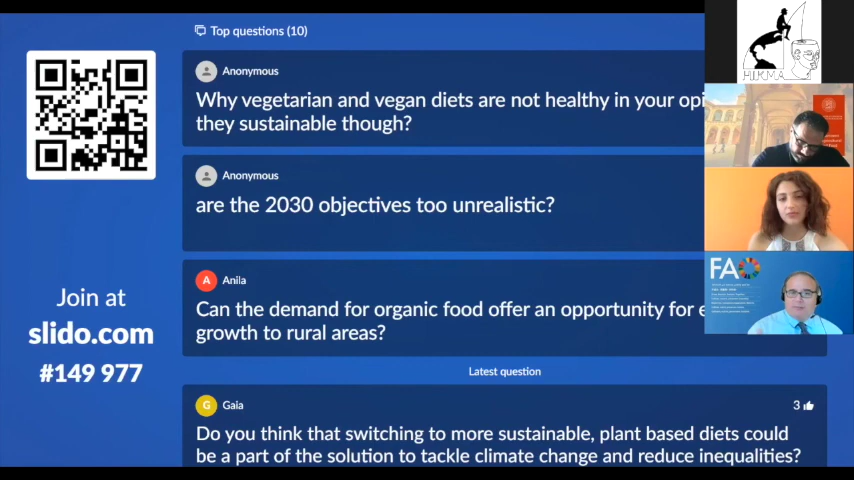 Top questions (10)
Anonymous
Why vegetarian and vegan diets are not healthy in your opi
they sustainable though?
Anonymous
are the 2030 objectives too unrealistic?
A Anila
Can the demand for organic food offer an opportunity for e
growth to rural areas?
Latest question
G Gaia
3
Do you think that switching to more sustainable, plant based diets could
be a part of the solution to tackle climate change and reduce inequalities?
Join at
slido.com
#149 977
HIKMA
FAO